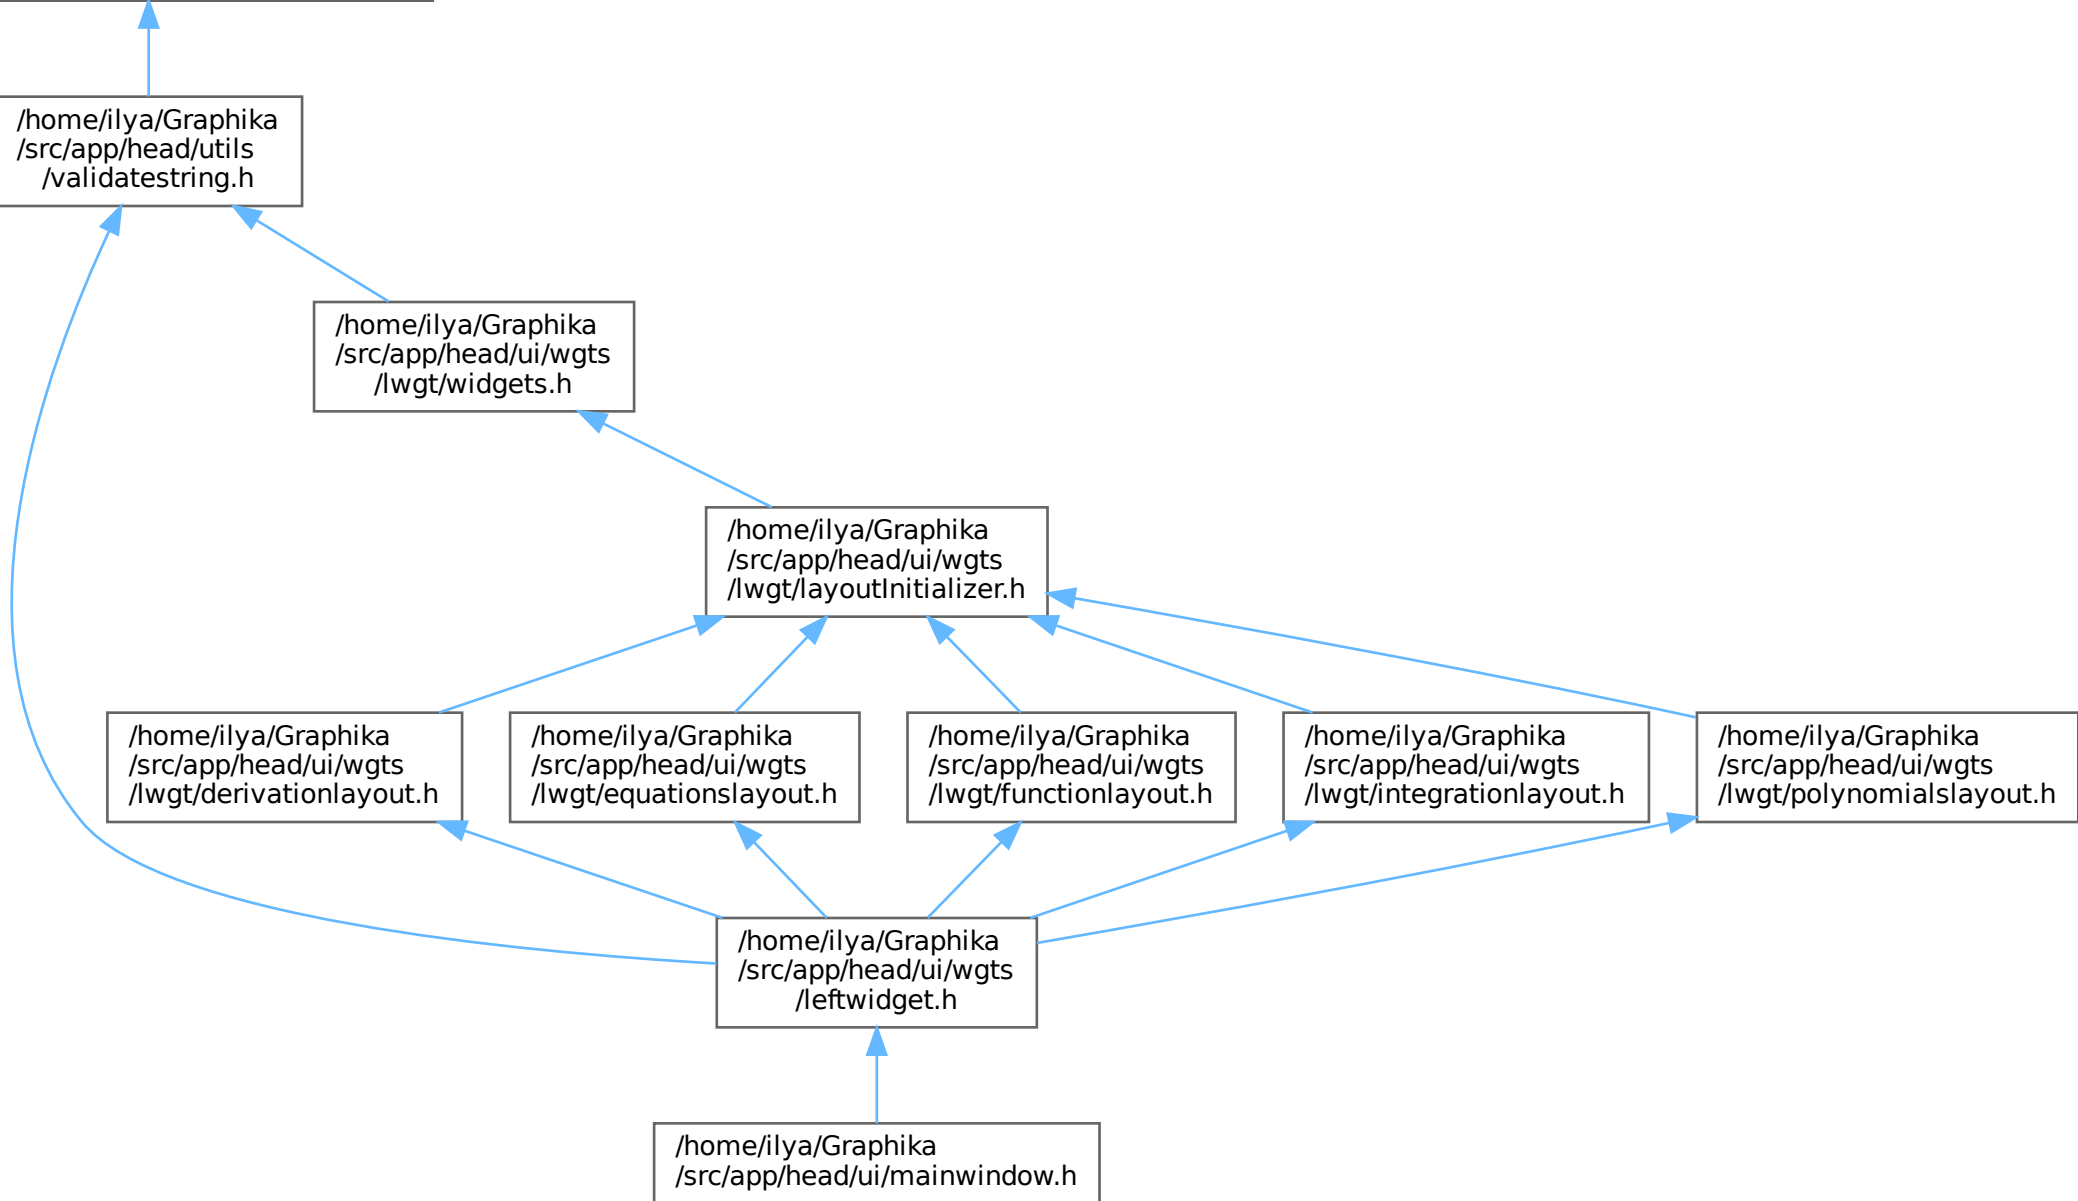 /home/ilya/Graphika
/src/app/head/utils
/validatestring.h
/home/ilya/Graphika
/src/app/head/ui/wgts
/lwgt/widgets.h
/home/ilya/Graphika
/src/app/head/ui/wgts
/lwgt/layoutInitializer.h
/home/ilya/Graphika
/src/app/head/ui/wgts
/lwgt/derivationlayout.h
/home/ilya/Graphika
/src/app/head/ui/wgts
/lwgt/equationslayout.h
/home/ilya/Graphika
/src/app/head/ui/wgts
/lwgt/functionlayout.h
/home/ilya/Graphika
/src/app/head/ui/wgts
/lwgt/integrationlayout.h
/home/ilya/Graphika
/src/app/head/ui/wgts
/lwgt/polynomialslayout.h
/home/ilya/Graphika
/src/app/head/ui/wgts
/leftwidget.h
/home/ilya/Graphika
/src/app/head/ui/mainwindow.h